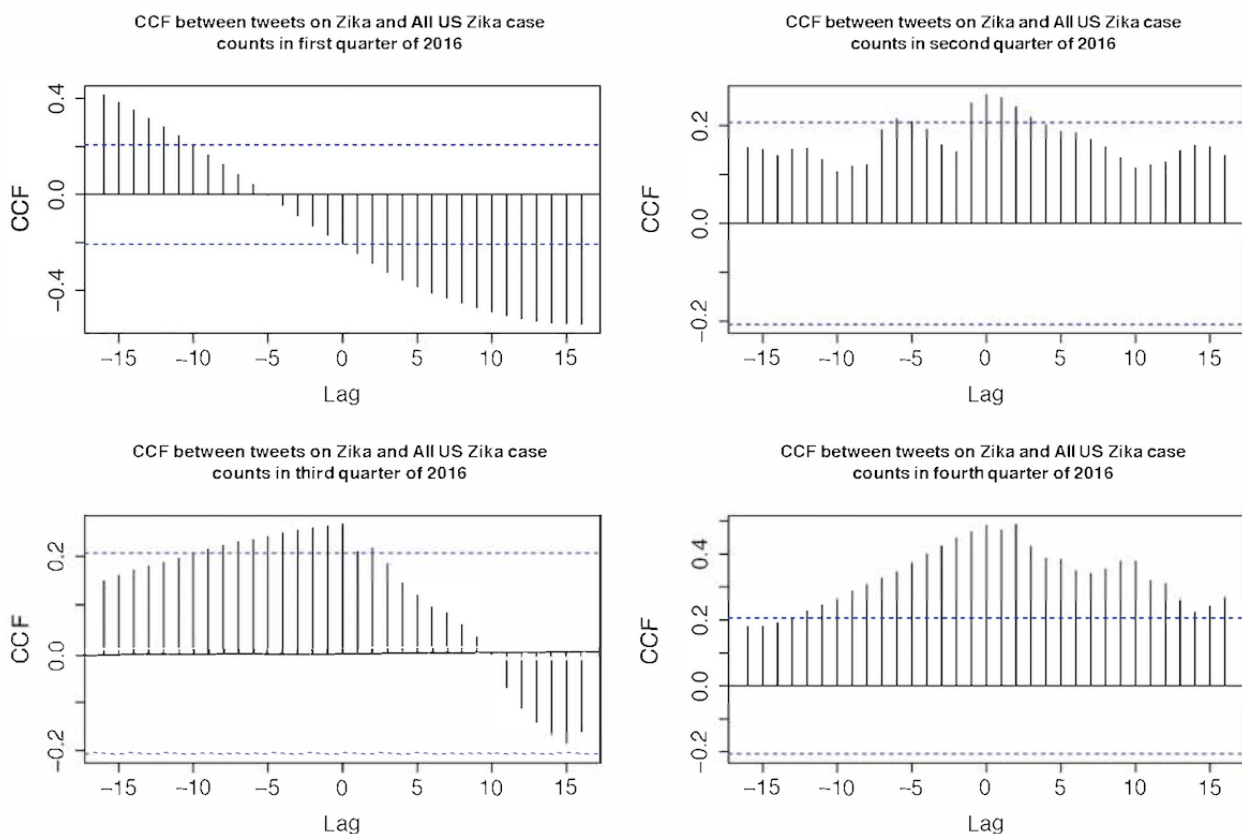 CCF between tweets on Zika and All US Zika case
counts in first quarter of 2016
CCF
0.4
0.0
−0.4
−15 −10 −5 0 5 10 15
Lag
CCF between tweets on Zika and All US Zika case
counts in second quarter of 2016
CCF
0.2
0.0
−0.2
−15 −10 −5 0 5 10 15
Lag
CCF between tweets on Zika and All US Zika case
counts in third quarter of 2016
CCF
0.2
0.0
−0.2
−15 −10 −5 0 5 10 15
Lag
CCF between tweets on Zika and All US Zika case
counts in fourth quarter of 2016
CCF
0.4
0.2
0.0
−0.2
−15 −10 −5 0 5 10 15
Lag